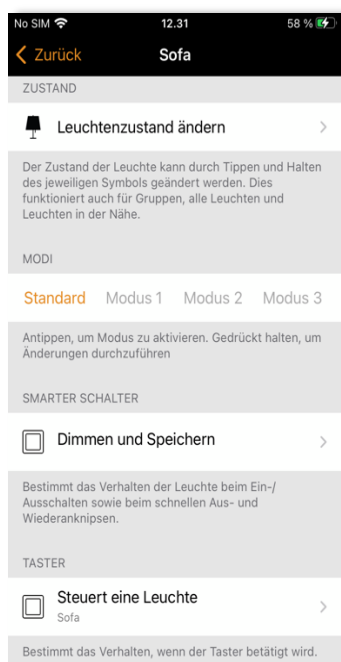 No SIM 12.31 58 %
Zurück Sofa
ZUSTAND
Leuchtenzustand ändern
Der Zustand der Leuchte kann durch Tippen und Halten
des jeweiligen Symbols geändert werden. Dies
funktioniert auch für Gruppen, alle Leuchten und
Leuchten in der Nähe.
MODI
Standard Modus 1 Modus 2 Modus 3
Antippen, um Modus zu aktivieren. Gedrückt halten, um
Änderungen durchzuführen
SMARTER SCHALTER
Dimmen und Speichern
Bestimmt das Verhalten der Leuchte beim Ein-/
Ausschalten sowie beim schnellen Aus- und
Wiederanknipsen.
TASTER
Steuert eine Leuchte
Sofa
Bestimmt das Verhalten, wenn der Taster betätigt wird.